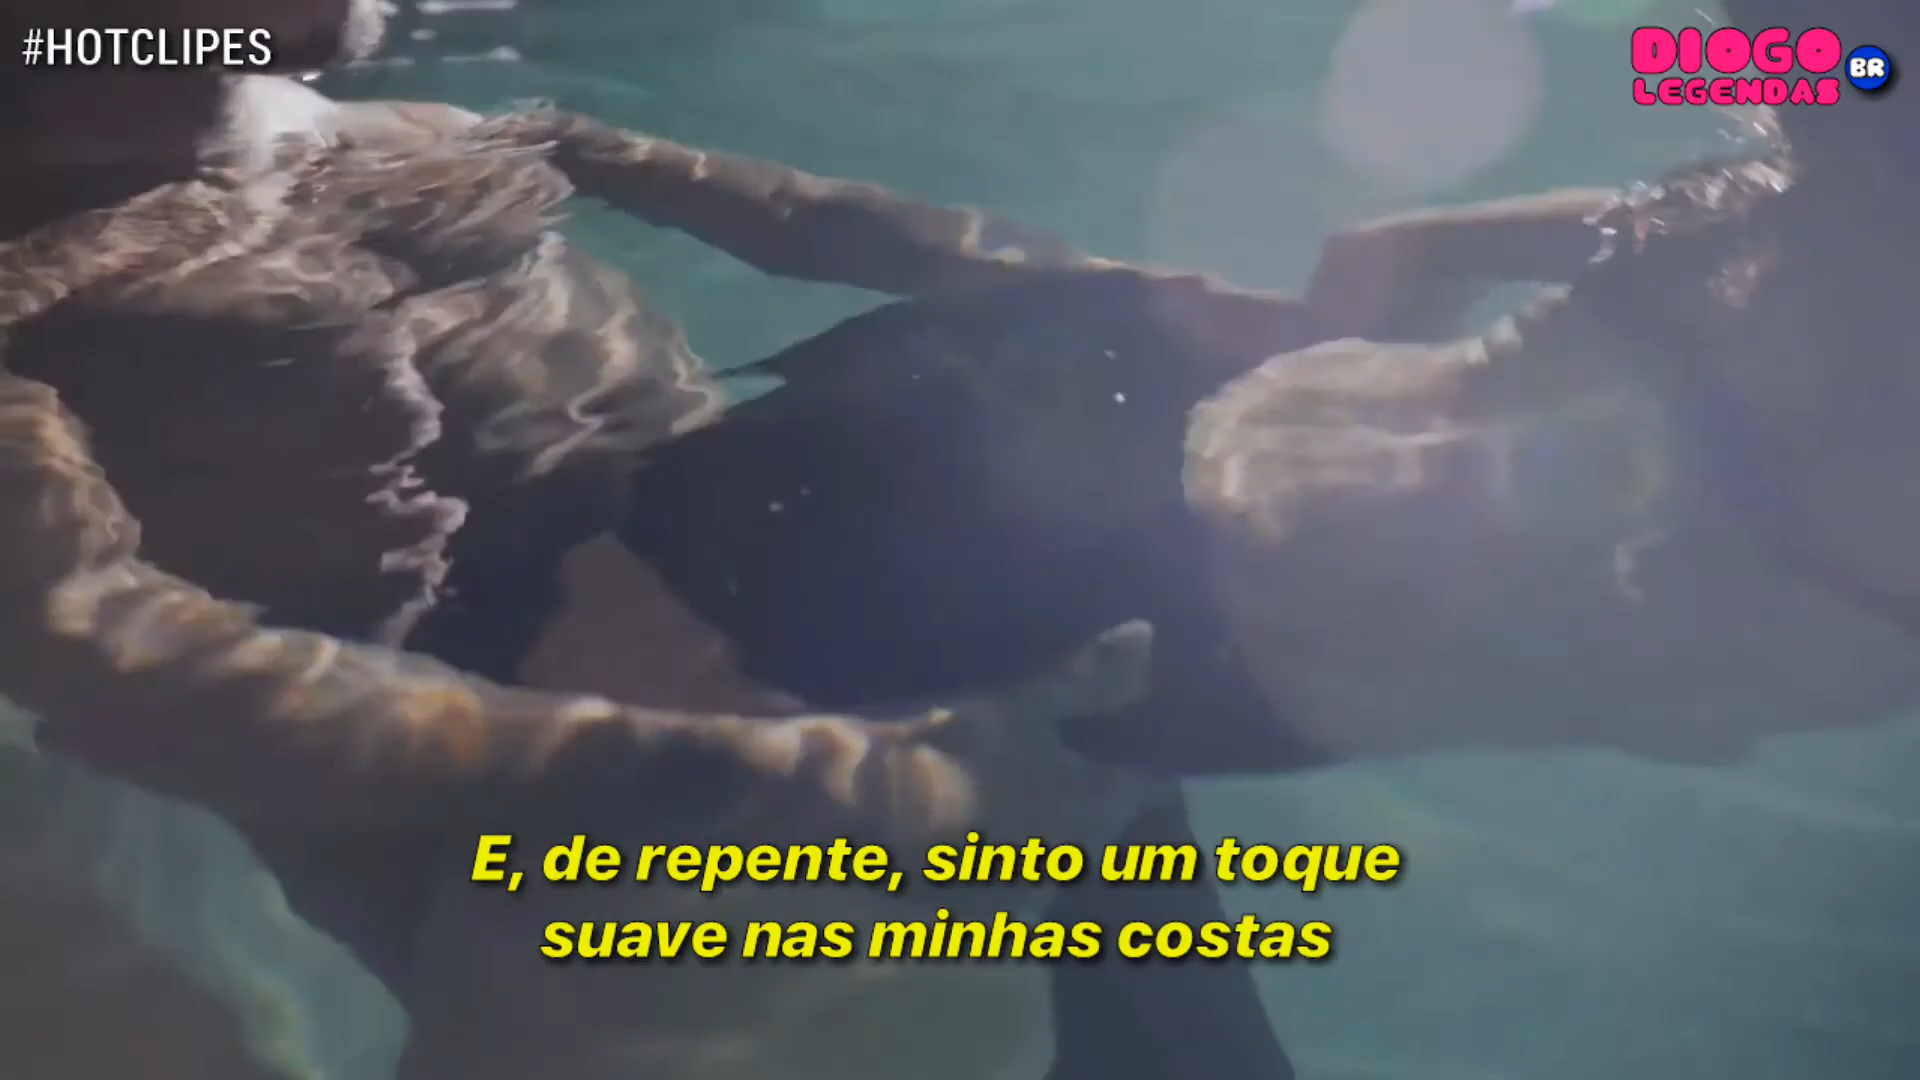 #HOTCLIPES
DIOGO
LEGENDAS
BR
E, de repente, sinto um toque
suave nas minhas costas